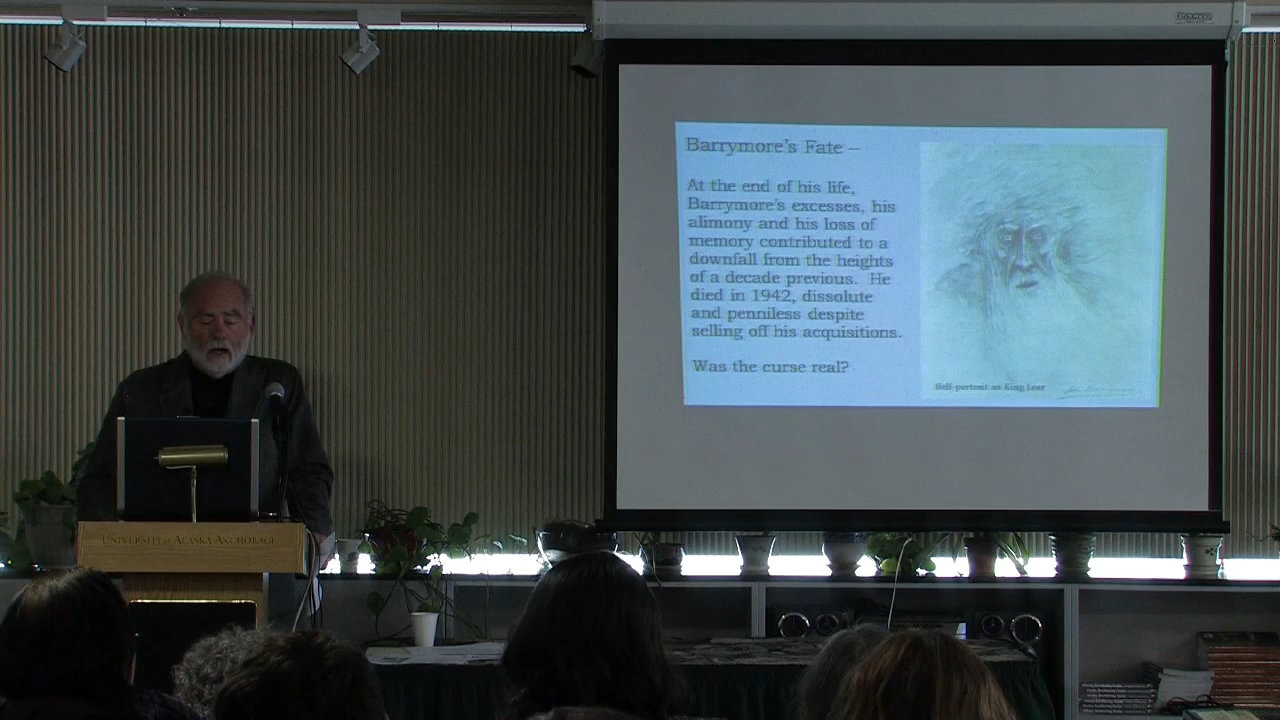 Barrymore's Fate –
At the end of his life,
Barrymore's excesses, his
alimony and his loss of
memory contributed to a
downfall from the heights
of a decade previous. He
died in 1942, dissolute
and penniless despite
selling off his acquisitions.
Was the curse real?
Self-portrait as King Lear
UNIVERSITY of ALASKA ANCHORAGE